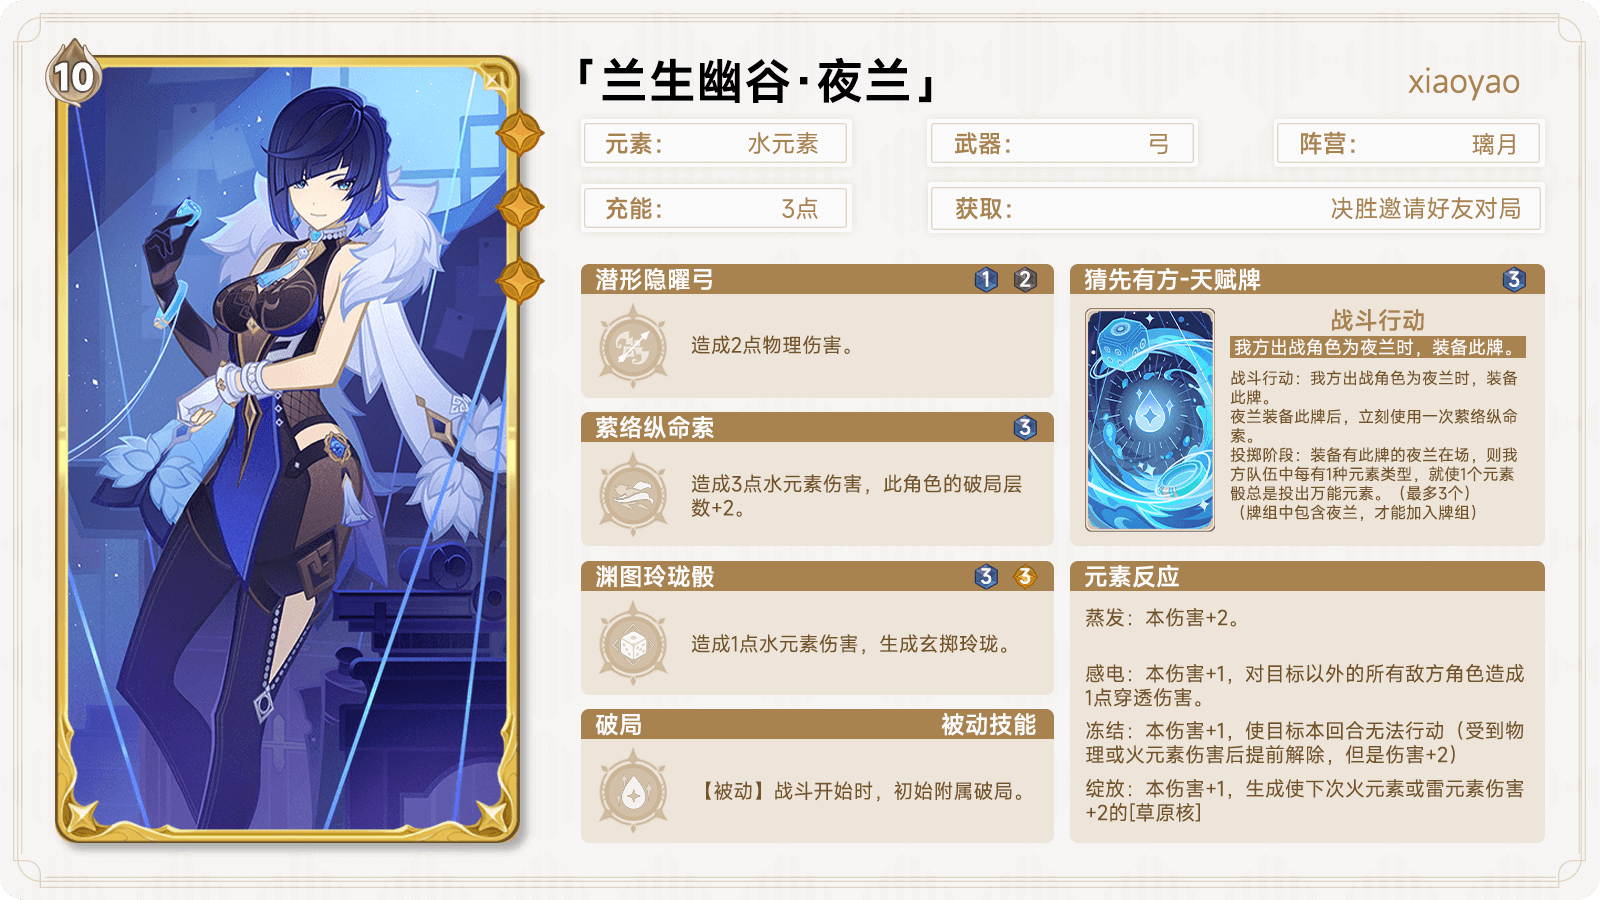 10
「兰生幽谷·夜兰」
xiaoyao
元素： 水元素
武器： 弓
阵营： 璃月
充能： 3点
获取： 决胜邀请好友对局
潜形隐曜弓 1 2
造成2点物理伤害。
萦络纵命索 3
造成3点水元素伤害，此角色的破局层
数+2。
渊图玲珑骰 3 3
造成1点水元素伤害，生成玄掷玲珑。
破局 被动技能
【被动】战斗开始时，初始附属破局。
猜先有方-天赋牌 3
战斗行动
我方出战角色为夜兰时，装备此牌。
战斗行动：我方出战角色为夜兰时，装备
此牌。
夜兰装备此牌后，立刻使用一次萦络纵命
索。
投掷阶段：装备有此牌的夜兰在场，则我
方队伍中每有1种元素类型，就使1个元素
骰总是投出万能元素。（最多3个）
（牌组中包含夜兰，才能加入牌组）
元素反应
蒸发：本伤害+2。
感电：本伤害+1，对目标以外的所有敌方角色造成
1点穿透伤害。
冻结：本伤害+1，使目标本回合无法行动（受到物
理或火元素伤害后提前解除，但是伤害+2）
绽放：本伤害+1，生成使下次火元素或雷元素伤害
+2的[草原核]